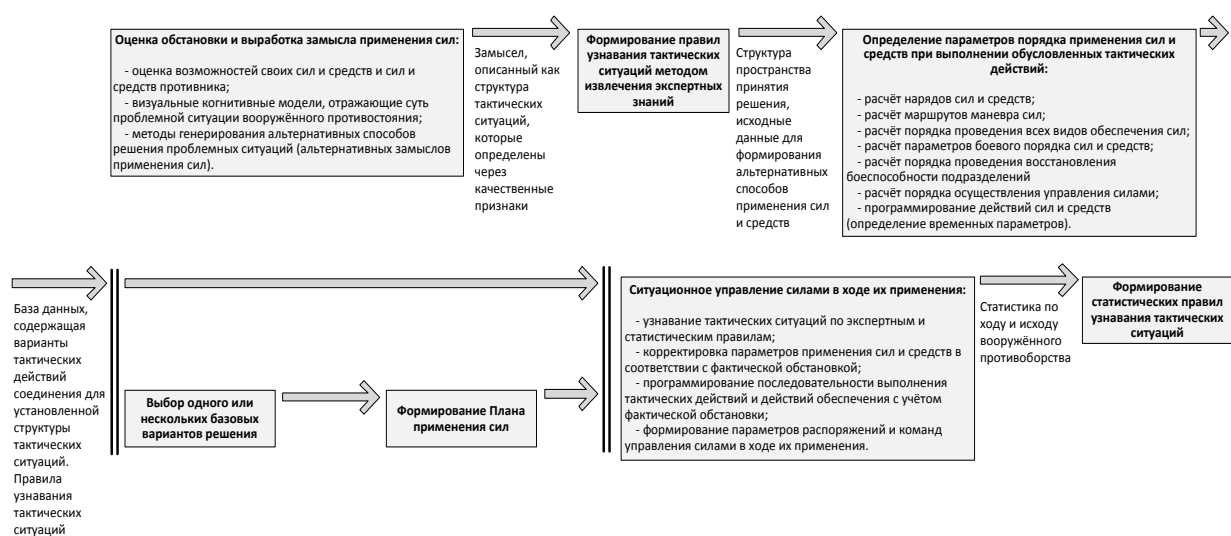 Оценка обстановки и выработка замысла применения сил:
- оценка возможностей своих сил и средств и сил и
средств противника;
- визуальные когнитивные модели, отражающие суть
проблемной ситуации вооружённого противостояния;
- методы генерирования альтернативных способов
решения проблемных ситуаций (альтернативных замыслов
применения сил).
Замысел,
описанный как
структура
тактических
ситуаций,
которые
определены
через
качественные
признаки
Формирование правил
узнавания тактических
ситуаций методом
извлечения экспертных
знаний
Структура
пространства
принятия
решения,
исходные
данные для
формирования
альтернативных
способов
применения сил
и средств
Определение параметров порядка применения сил и
средств при выполнении обусловленных тактических
действий:
- расчёт нарядов сил и средств;
- расчёт маршрутов маневра сил;
- расчёт порядка проведения всех видов обеспечения сил;
- расчёт параметров боевого порядка сил и средств;
- расчёт порядка проведения восстановления
боеспособности подразделений
- расчёт порядка осуществления управления силами;
- программирование действий сил и средств
(определение временных параметров).
База данных,
содержащая
варианты
тактических
действий
соединения для
установленной
структуры
тактических
ситуаций.
Правила
узнавания
тактических
ситуаций
Выбор одного или
нескольких базовых
вариантов решения
Формирование Плана
применения сил
Ситуационное управление силами в ходе их применения:
- узнавание тактических ситуаций по экспертным и
статистическим правилам;
- корректировка параметров применения сил и средств в
соответствии с фактической обстановкой;
- программирование последовательности выполнения
тактических действий и действий обеспечения с учётом
фактической обстановки;
- формирование параметров распоряжений и команд
управления силами в ходе их применения.
Статистика по
ходу и исходу
вооружённого
противоборства
Формирование
статистических правил
узнавания тактических
ситуаций